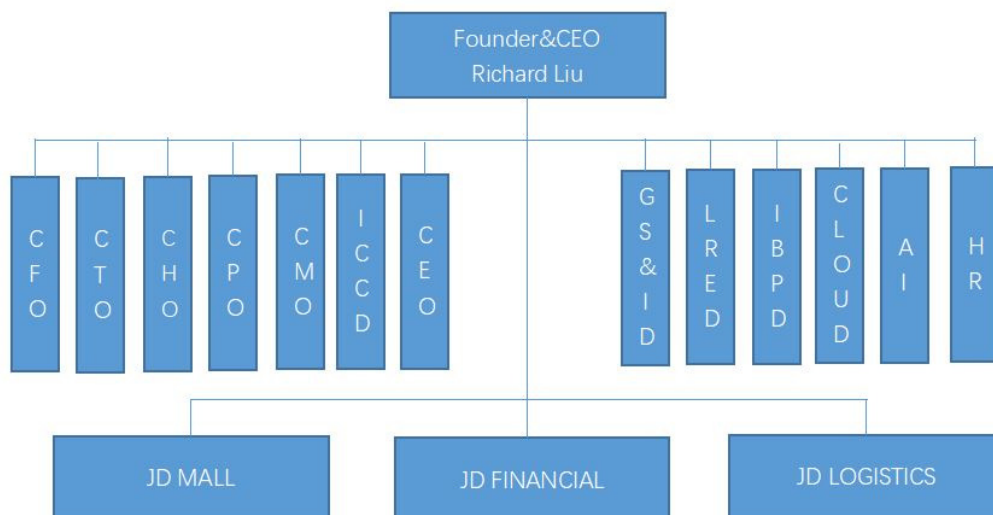 Founder&CEO
Richard Liu
CFO
CTO
CHO
CPO
CMO
ICCD
CEO
GS&ID
LRED
IBPD
CLOUD
AI
HR
JD MALL
JD FINANCIAL
JD LOGISTICS